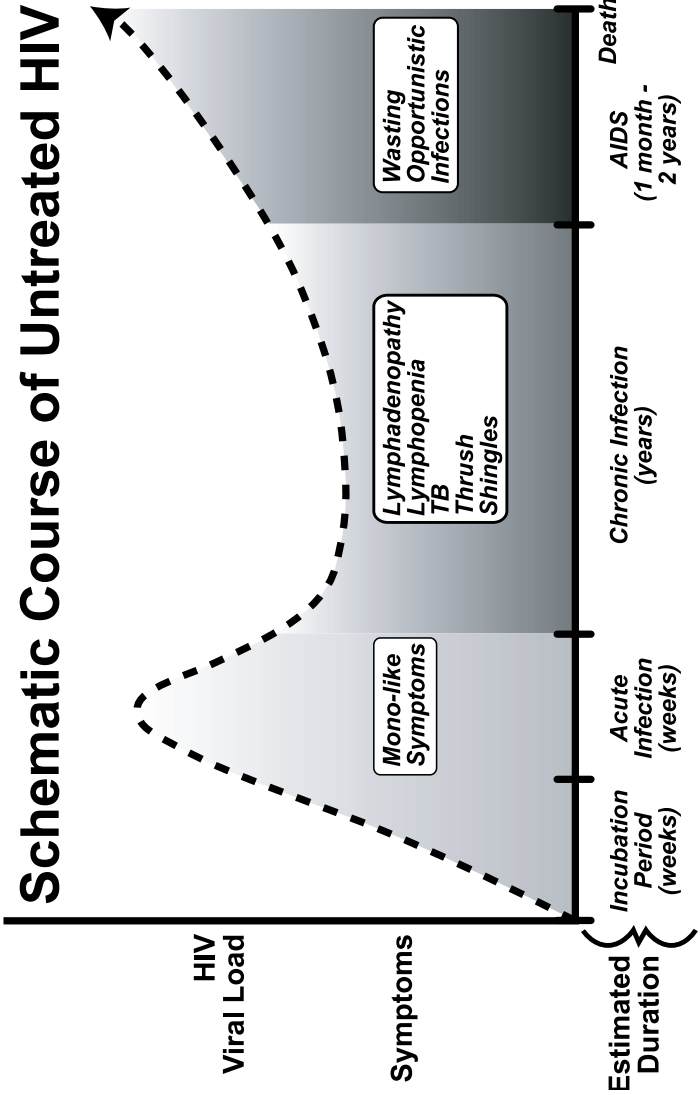 Schematic Course of Untreated HIV
HIV
Viral Load
Symptoms
Mono-like
Symptoms
Lymphadenopathy
Lymphopenia
TB
Thrush
Shingles
Wasting
Opportunistic
Infections
Estimated
Duration
Incubation
Period
(weeks)
Acute
Infection
(weeks)
Chronic Infection
(years)
AIDS
(1 month -
2 years)
Death